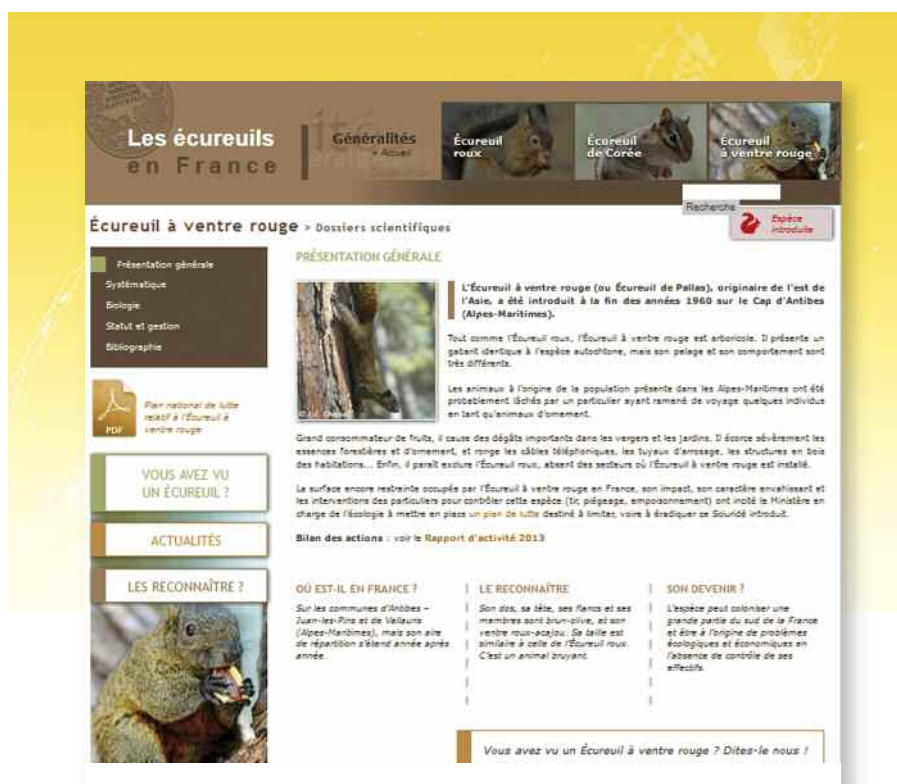 Les écureuils
en France
Généralités
» Accueil
Écureuil
roux
Écureuil
de Corée
Écureuil
à ventre rouge
Recherche
Espèce
introduite
Écureuil à ventre rouge > Dossiers scientifiques
Présentation générale
Systématique
Biologie
Statut et gestion
Bibliographie
PDF
Plan national de lutte
relatif à l'Écureuil à
ventre rouge
VOUS AVEZ VU
UN ÉCUREUIL ?
ACTUALITÉS
LES RECONNAÎTRE ?
PRÉSENTATION GÉNÉRALE
L'Écureuil à ventre rouge (ou Écureuil de Pallas), originaire de l'est de
l'Asie, a été introduit à la fin des années 1960 sur le Cap d'Antibes
(Alpes-Maritimes).
Tout comme l'Écureuil roux, l'Écureuil à ventre rouge est arboricole. Il présente un
gabarit identique à l'espèce autochtone, mais son pelage et son comportement sont
très différents.
Les animaux à l'origine de la population présente dans les Alpes-Maritimes ont été
probablement lâchés par un particulier ayant ramené de voyage quelques individus
en tant qu'animaux d'ornement.
Grand consommateur de fruits, il cause des dégâts importants dans les vergers et les jardins. Il écorce sévèrement les
essences forestières et d'ornement, et ronge les câbles téléphoniques, les tuyaux d'arrosage, les structures en bois
des habitations... Enfin, il paraît exclure l'Écureuil roux, absent des secteurs où l'Écureuil à ventre rouge est installé.
La surface encore restreinte occupée par l'Écureuil à ventre rouge en France, son impact, son caractère envahissant et
les interventions des particuliers pour contrôler cette espèce (tir, piégeage, empoisonnement) ont incité le Ministère en
charge de l'écologie à mettre en place un plan de lutte destiné à limiter, voire à éradiquer ce Sciuridé introduit.
Bilan des actions : voir le Rapport d'activité 2013
OÙ EST-IL EN FRANCE ?
Sur les communes d'Antibes –
Juan-les-Pins et de Vallauris
(Alpes-Maritimes), mais son aire
de répartition s'étend année après
année.
LE RECONNAÎTRE
Son dos, sa tête, ses flancs et ses
membres sont brun-olive, et son
ventre roux-acajou. Sa taille est
similaire à celle de l'Écureuil roux.
C'est un animal bruyant.
SON DEVENIR ?
L'espèce peut coloniser une
grande partie du sud de la France
et être à l'origine de problèmes
écologiques et économiques en
l'absence de contrôle de ses
effectifs.
Vous avez vu un Écureuil à ventre rouge ? Dites-le nous !